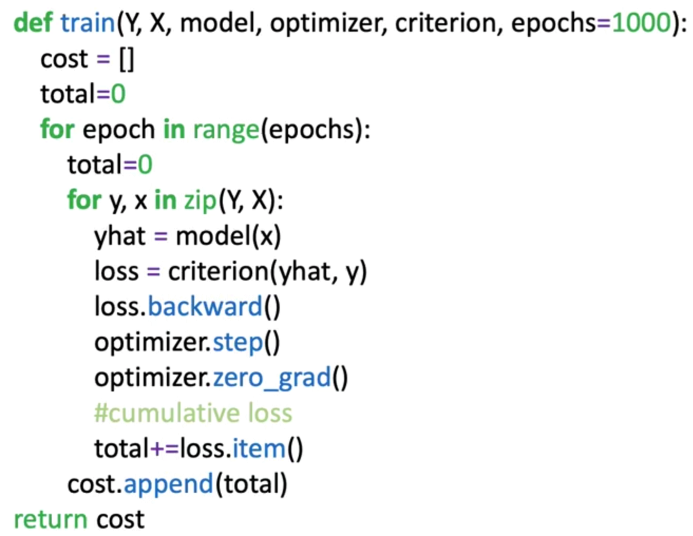 def train(Y, X, model, optimizer, criterion, epochs=1000):
cost = []
total=0
for epoch in range(epochs):
total=0
for y, x in zip(Y, X):
yhat = model(x)
loss = criterion(yhat, y)
loss.backward()
optimizer.step()
optimizer.zero_grad()
#cumulative loss
total+=loss.item()
cost.append(total)
return cost